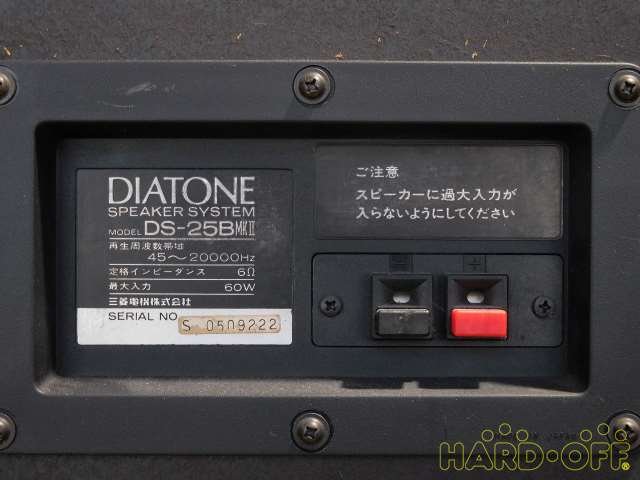 DIATONE
SPEAKER SYSTEM
MODEL DS-25BMKII
再生周波数帯域
45〜20000Hz
定格インピーダンス 6Ω
最大入力 60W
三菱電機株式会社
SERIAL NO. S 0509222
ご注意
スピーカーに過大入力が
入らないようにしてください
HARD-OFF